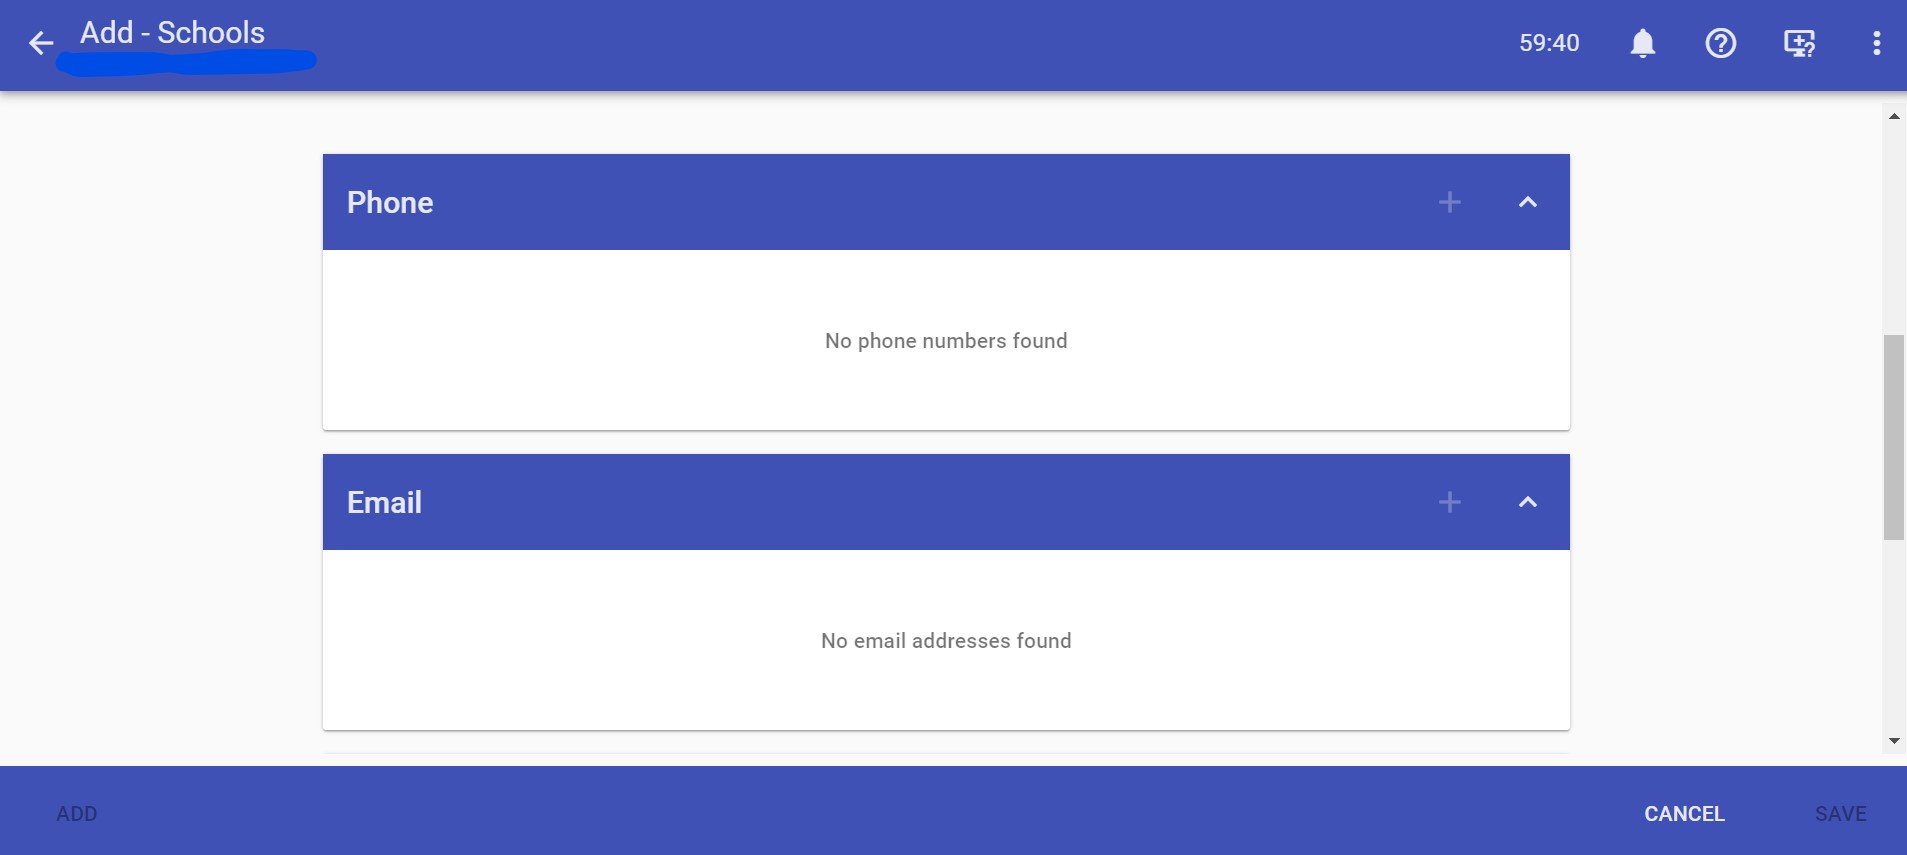 Add - Schools
59:40
Phone
No phone numbers found
Email
No email addresses found
ADD
CANCEL
SAVE